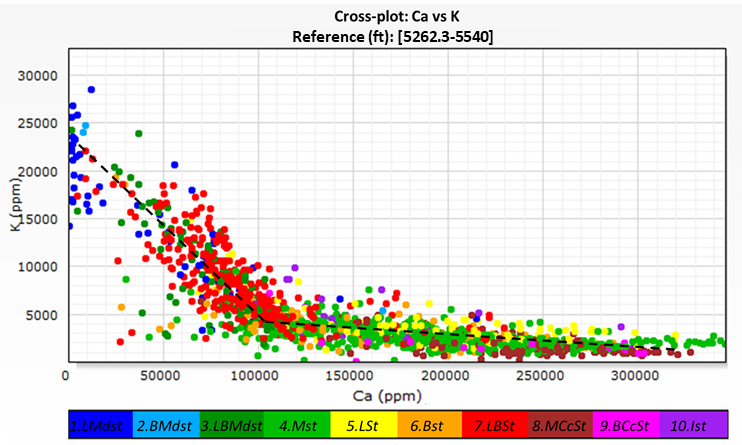 Cross-plot: Ca vs K
Reference (ft): [5262.3-5540]
30000
25000
20000
15000
10000
5000
K (ppm)
0 50000 100000 150000 200000 250000 300000
Ca (ppm)
1.LMdst 2.BMdst 3.LBMdst 4.Mst 5.LSt 6.Bst 7.LBSt 8.MCcSt 9.BCcSt 10.Ist